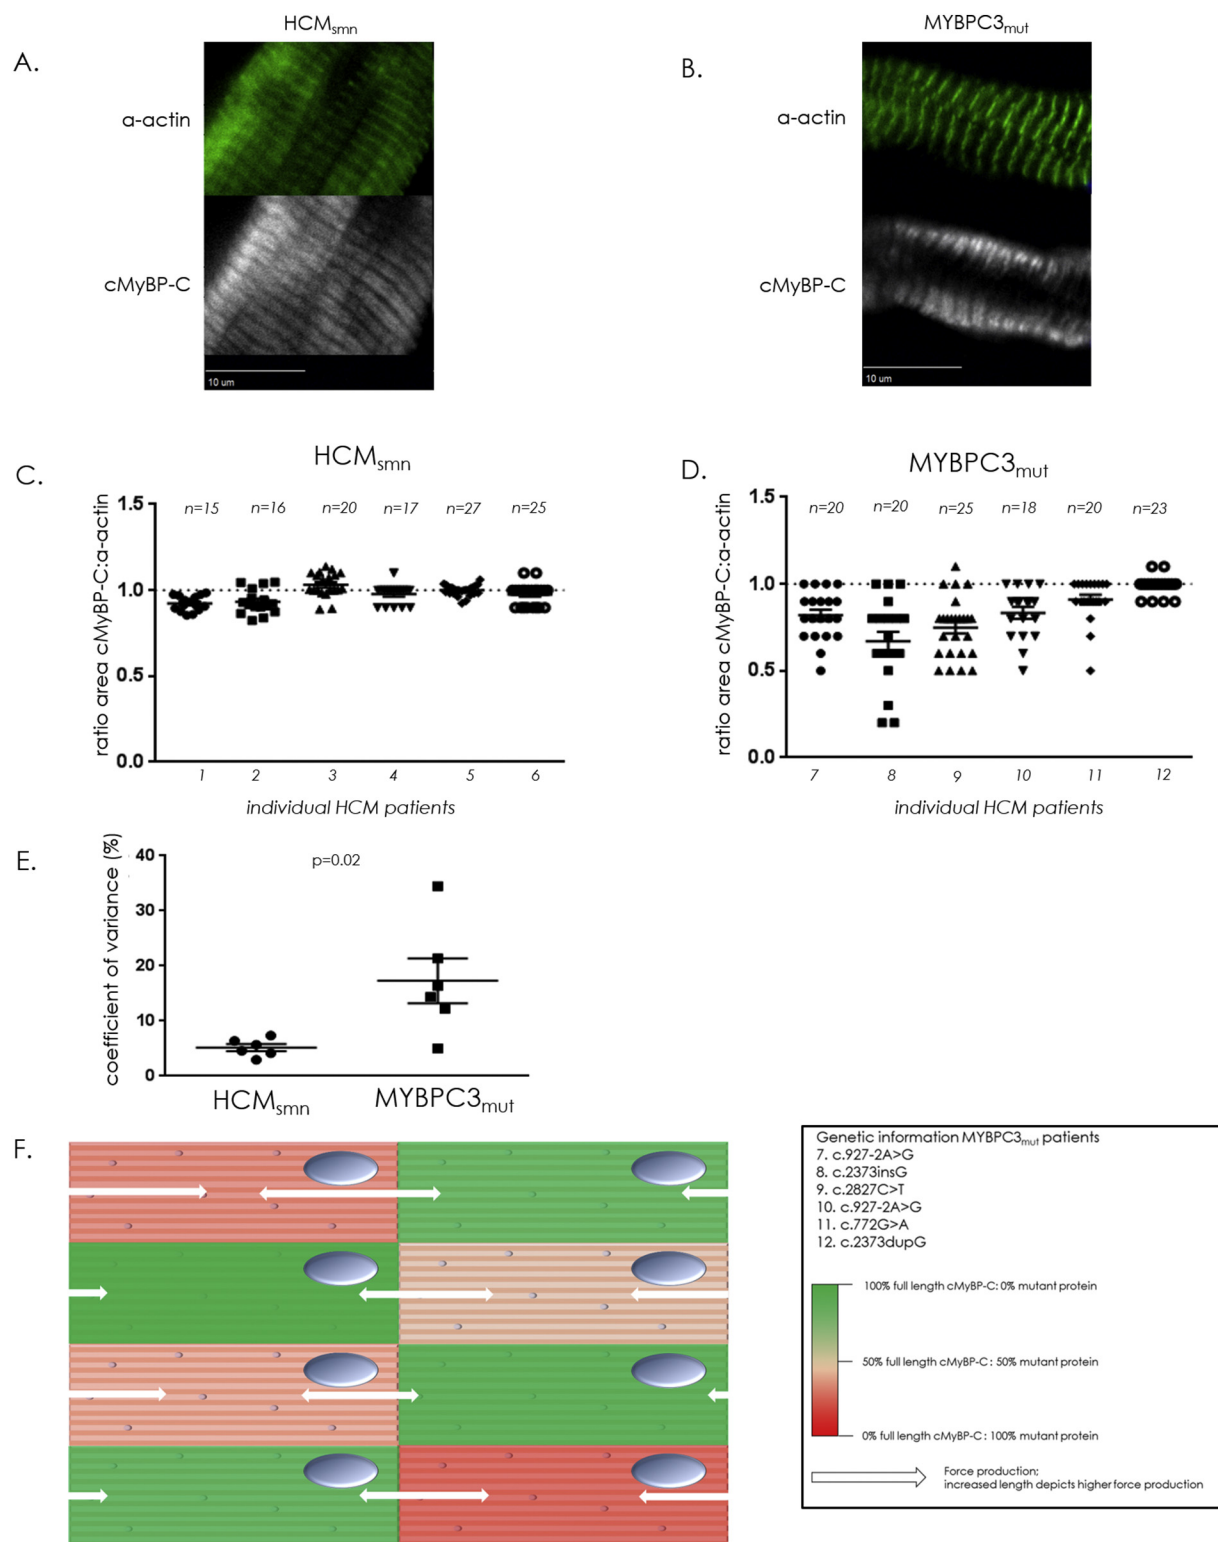 A.
HCMsmn
α-actin
cMyBP-C
10 um
B.
MYBPC3mut
α-actin
cMyBP-C
10 um
C.
HCMsmn
ratio area cMyBP-C:α-actin
1.5
1.0
0.5
0.0
n=15 n=16 n=20 n=17 n=27 n=25
1 2 3 4 5 6
individual HCM patients
D.
MYBPC3mut
ratio area cMyBP-C:α-actin
1.5
1.0
0.5
0.0
n=20 n=20 n=25 n=18 n=20 n=23
7 8 9 10 11 12
individual HCM patients
E.
coefficient of variance (%)
40
30
20
10
0
p=0.02
HCMsmn MYBPC3mut
F.
Genetic information MYBPC3mut patients
7. c.927-2A>G
8. c.2373insG
9. c.2827C>T
10. c.927-2A>G
11. c.772G>A
12. c.2373dupG
100% full length cMyBP-C: 0% mutant protein
50% full length cMyBP-C : 50% mutant protein
0% full length cMyBP-C : 100% mutant protein
Force production;
increased length depicts higher force production